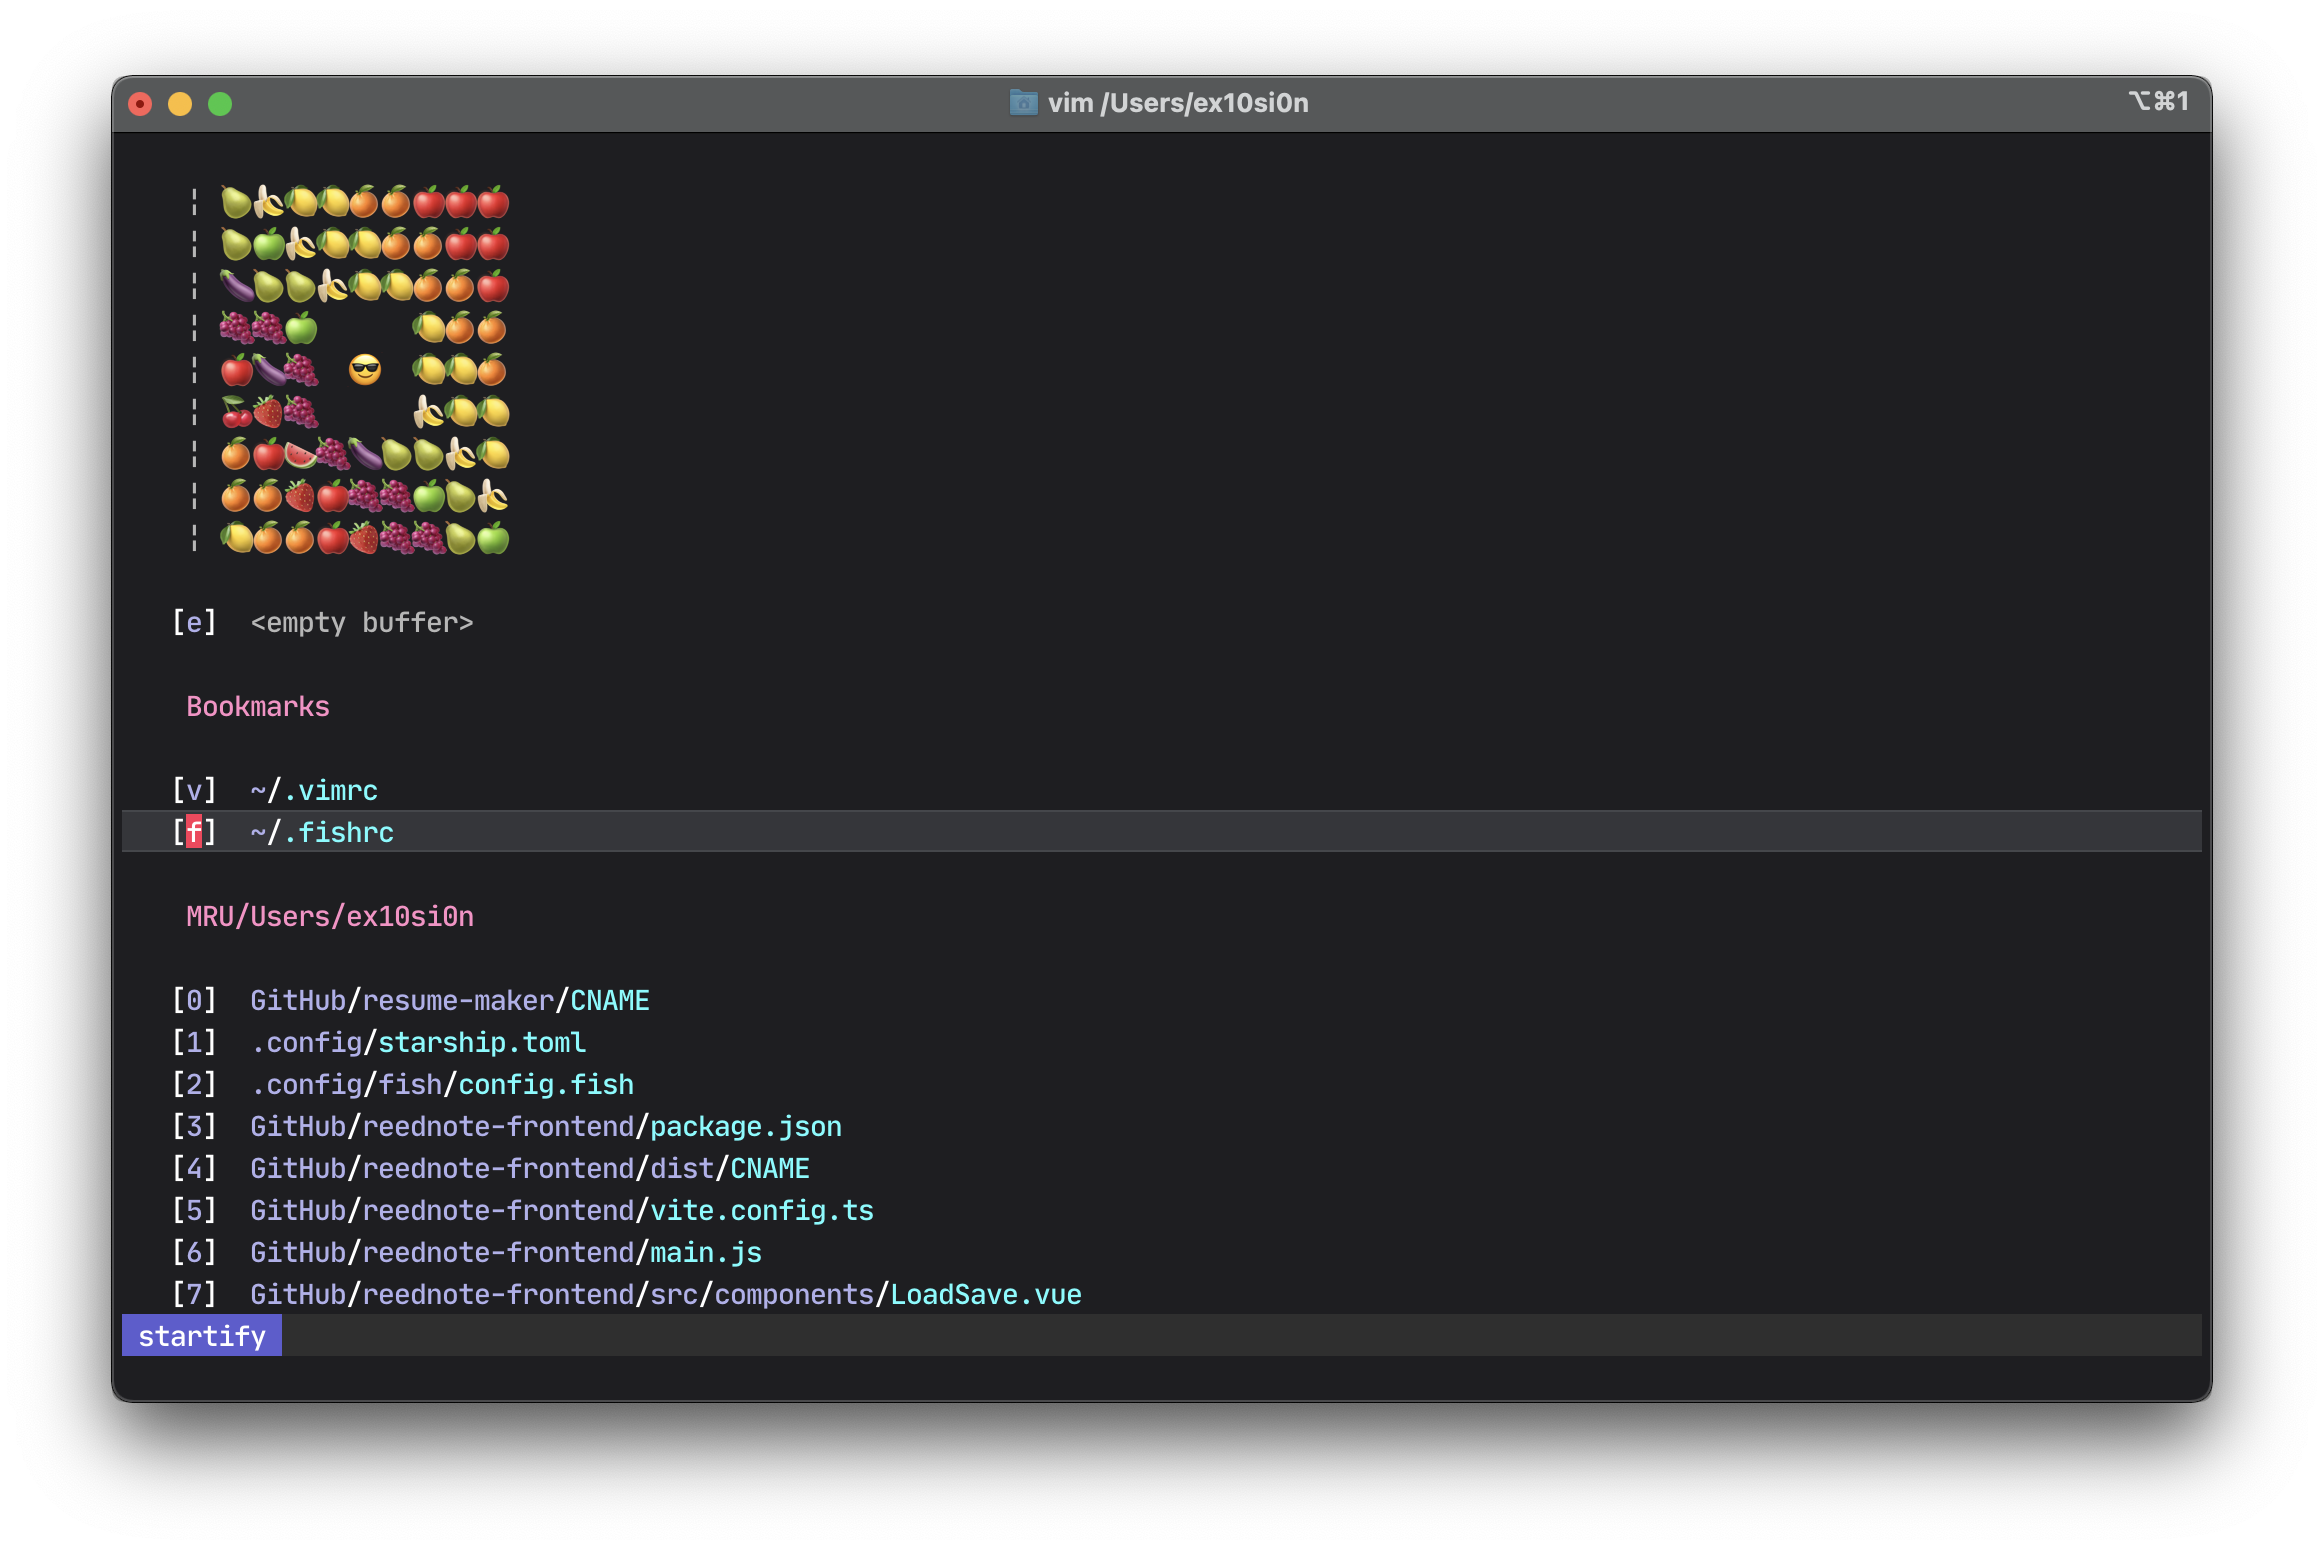 vim /Users/ex10si0n
⌥⌘1
¦ 🍐🍌🍋🍋🍊🍊🍎🍎🍎
¦ 🍐🍏🍌🍋🍋🍊🍊🍎🍎
¦ 🍆🍐🍐🍌🍋🍋🍊🍊🍎
¦ 🍇🍇🍏      🍋🍊🍊
¦ 🍎🍆🍇  😎  🍋🍋🍊
¦ 🍒🍓🍇      🍌🍋🍋
¦ 🍊🍎🍉🍇🍆🍐🍐🍌🍋
¦ 🍊🍊🍓🍎🍇🍇🍏🍐🍌
¦ 🍋🍊🍊🍎🍓🍇🍇🍐🍏
[e]  <empty buffer>
Bookmarks
[v]  ~/.vimrc
[f]  ~/.fishrc
MRU/Users/ex10si0n
[0]  GitHub/resume-maker/CNAME
[1]  .config/starship.toml
[2]  .config/fish/config.fish
[3]  GitHub/reednote-frontend/package.json
[4]  GitHub/reednote-frontend/dist/CNAME
[5]  GitHub/reednote-frontend/vite.config.ts
[6]  GitHub/reednote-frontend/main.js
[7]  GitHub/reednote-frontend/src/components/LoadSave.vue
startify